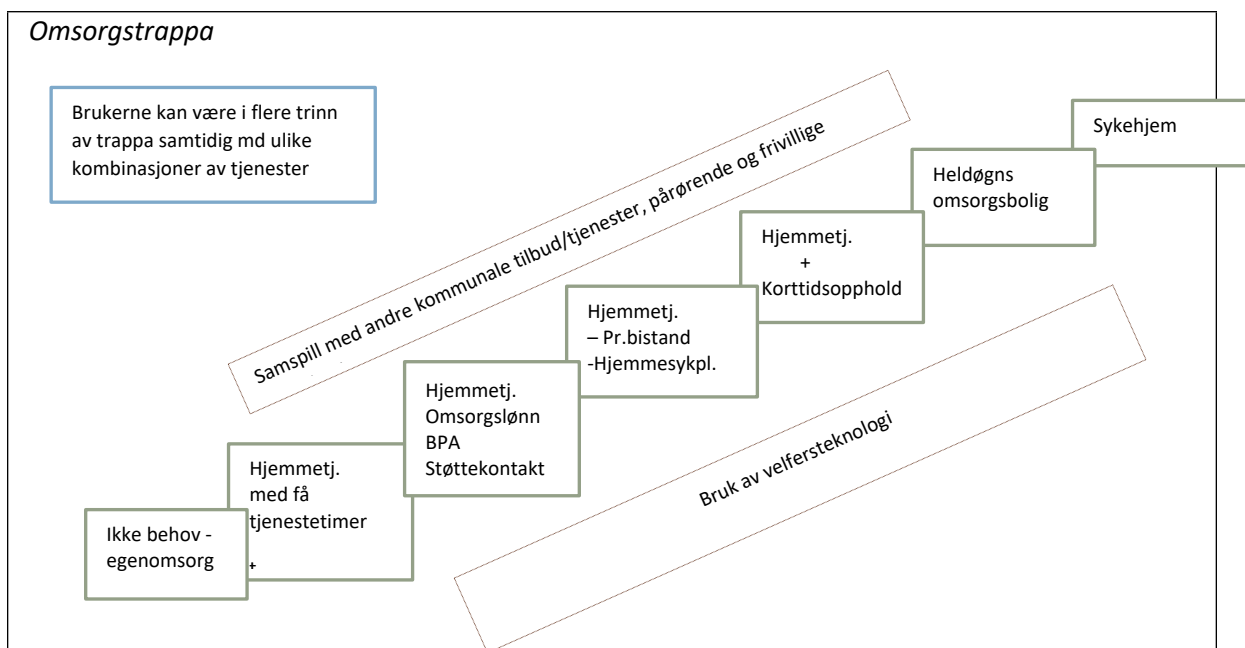 Omsorgstrappa
Brukerne kan være i flere trinn
av trappa samtidig md ulike
kombinasjoner av tjenester
Samspill med andre kommunale tilbud/tjenester, pårørende og frivillige
Sykehjem
Heldøgns
omsorgsbolig
Hjemmetj.
+
Korttidsopphold
Hjemmetj.
– Pr.bistand
-Hjemmesykpl.
Hjemmetj.
Omsorgslønn
BPA
Støttekontakt
Hjemmetj.
med få
tjenestetimer
+
Ikke behov -
egenomsorg
Bruk av velfersteknologi